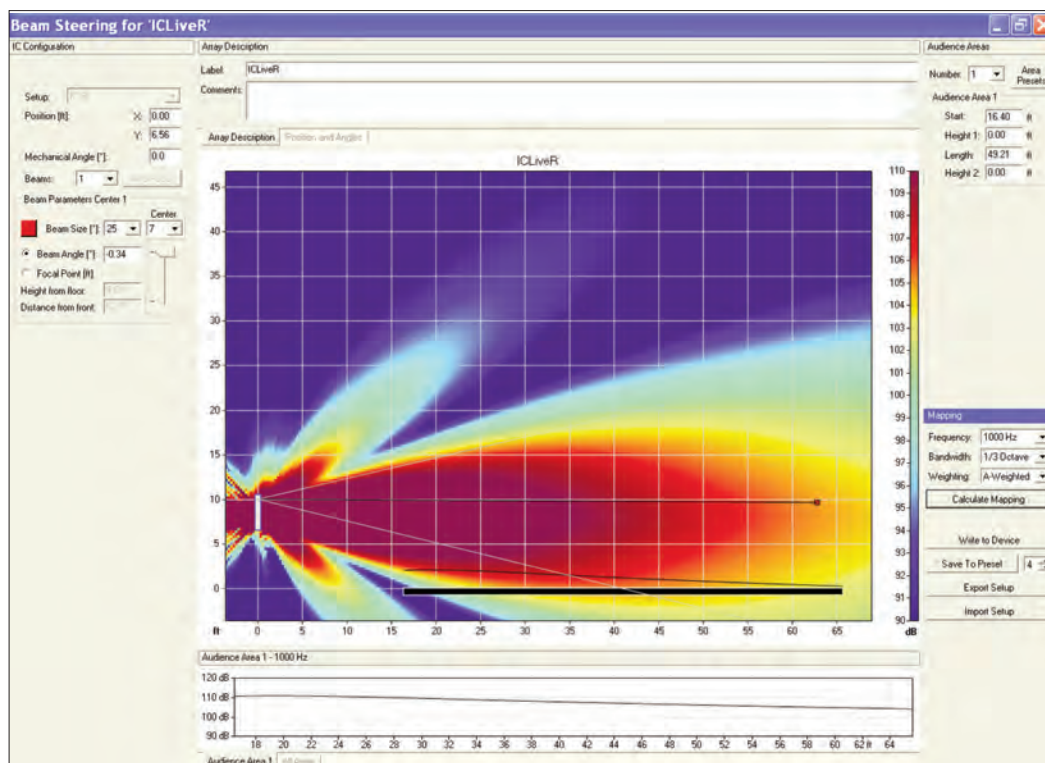 Beam Steering for 'ICLiveR'
IC Configuration
Setup:
Position [ft]: X: 0.00
Y: 6.56
Mechanical Angle [°]: 0.0
Beams: 1
Beam Parameters Center 1
Center
Beam Size [°]: 25 7
Beam Angle [°] -0.34
Focal Point [ft]
Height from floor:
Distance from front:
Array Description
Label: ICLiveR
Comments:
Array Description Position and Angles
ICLiveR
45
40
35
30
25
20
15
10
5
0
ft 0 5 10 15 20 25 30 35 40 45 50 55 60 65 dB
110
109
108
107
106
105
104
103
102
101
100
99
98
97
96
95
94
93
92
91
90
Audience Area 1 - 1000 Hz
120 dB
110 dB
100 dB
90 dB
18 20 22 24 26 28 30 32 34 36 38 40 42 44 46 48 50 52 54 56 58 60 62 ft 64
Audience Area 1 All Areas
Audience Areas
Number: 1 Area Presets
Audience Area 1
Start: 16.40 ft
Height 1: 0.00 ft
Length: 49.21 ft
Height 2: 0.00 ft
Mapping
Frequency: 1000 Hz
Bandwidth: 1/3 Octave
Weighting: A-Weighted
Calculate Mapping
Write to Device
Save To Preset 4
Export Setup
Import Setup